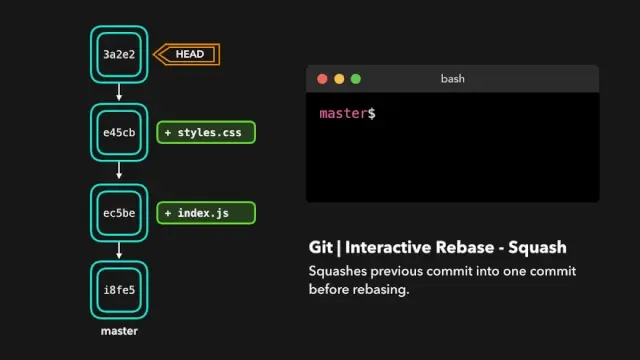 3a2e2
HEAD
e45cb
+ styles.css
ec5be
+ index.js
i8fe5
master
bash
master$
Git | Interactive Rebase - Squash
Squashes previous commit into one commit
before rebasing.